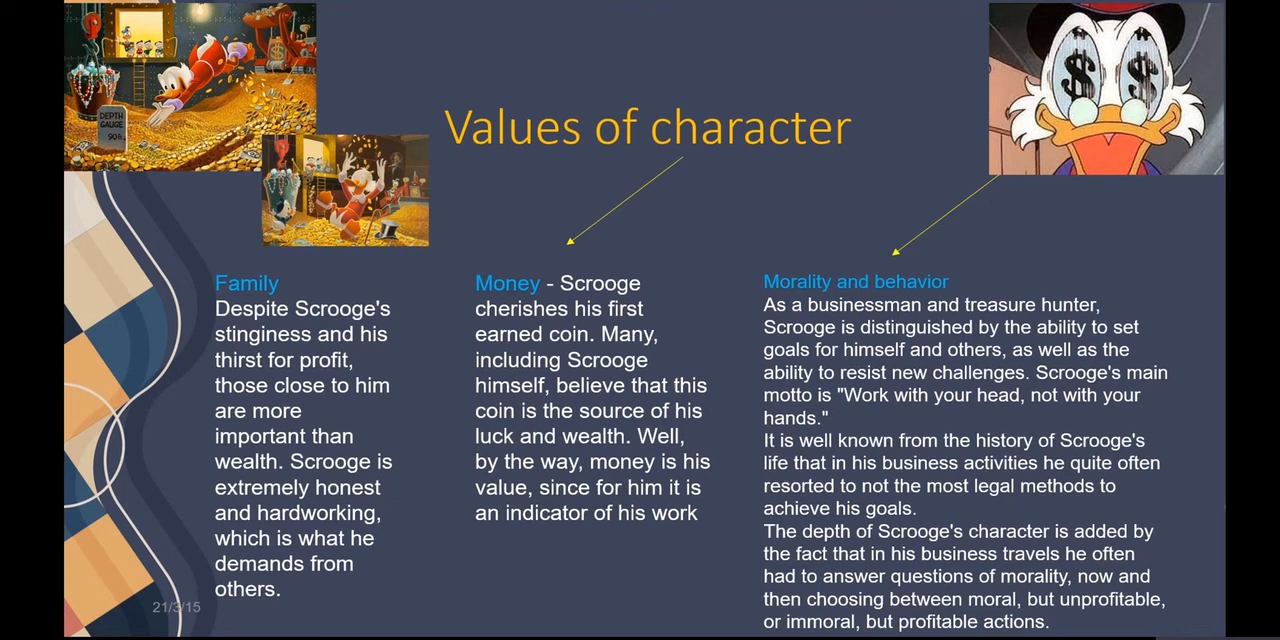 DEPTH
GAUGE
90 ft.
$
$ $
Values of character
Family
Despite Scrooge's
stinginess and his
thirst for profit,
those close to him
are more
important than
wealth. Scrooge is
extremely honest
and hardworking,
which is what he
demands from
others.
Money - Scrooge
cherishes his first
earned coin. Many,
including Scrooge
himself, believe that this
coin is the source of his
luck and wealth. Well,
by the way, money is his
value, since for him it is
an indicator of his work
Morality and behavior
As a businessman and treasure hunter,
Scrooge is distinguished by the ability to set
goals for himself and others, as well as the
ability to resist new challenges. Scrooge's main
motto is "Work with your head, not with your
hands."
It is well known from the history of Scrooge's
life that in his business activities he quite often
resorted to not the most legal methods to
achieve his goals.
The depth of Scrooge's character is added by
the fact that in his business travels he often
had to answer questions of morality, now and
then choosing between moral, but unprofitable,
or immoral, but profitable actions.
21/3/15